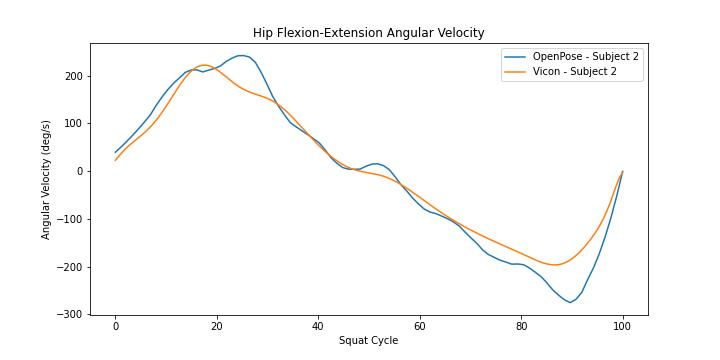 Hip Flexion-Extension Angular Velocity
OpenPose - Subject 2
Vicon - Subject 2
Angular Velocity (deg/s)
200
100
0
−100
−200
−300
0 20 40 60 80 100
Squat Cycle